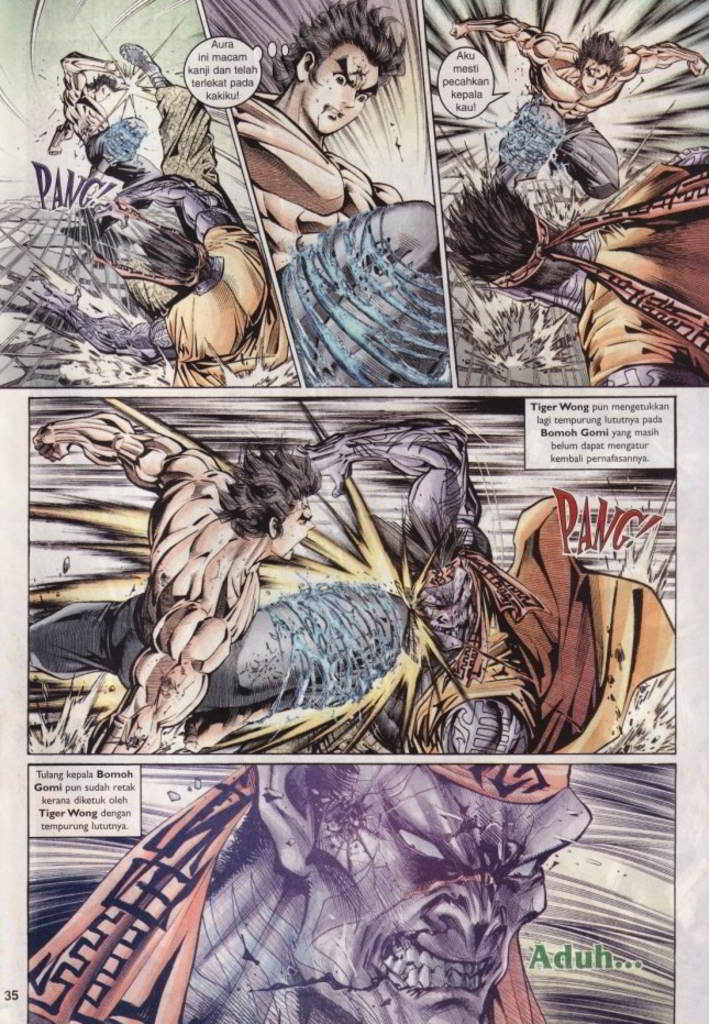 Aura
ini macam
kanji dan telah
terlekat pada
kakiku!
Aku
mesti
pecahkan
kepala
kau!
PANG!
Tiger Wong pun mengetukkan
lagi tempurung lututnya pada
Bomoh Gomi yang masih
belum dapat mengatur
kembali pernafasannya.
PANG!
Tulang kepala Bomoh
Gomi pun sudah retak
kerana diketuk oleh
Tiger Wong dengan
tempurung lututnya.
Aduh...
35